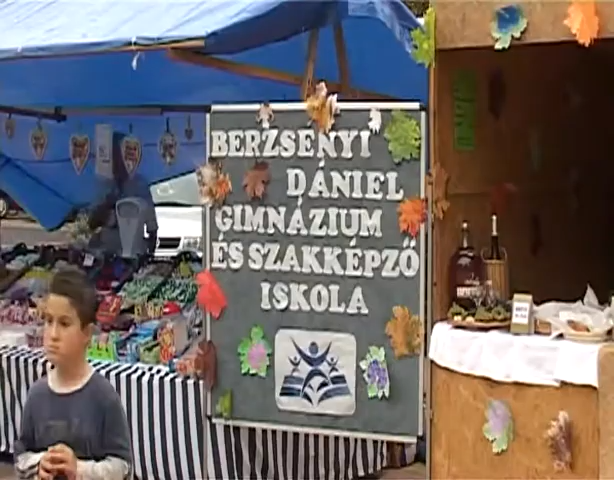 BERZSENYI
DÁNIEL
GIMNÁZIUM
ÉS SZAKKÉPZŐ
ISKOLA